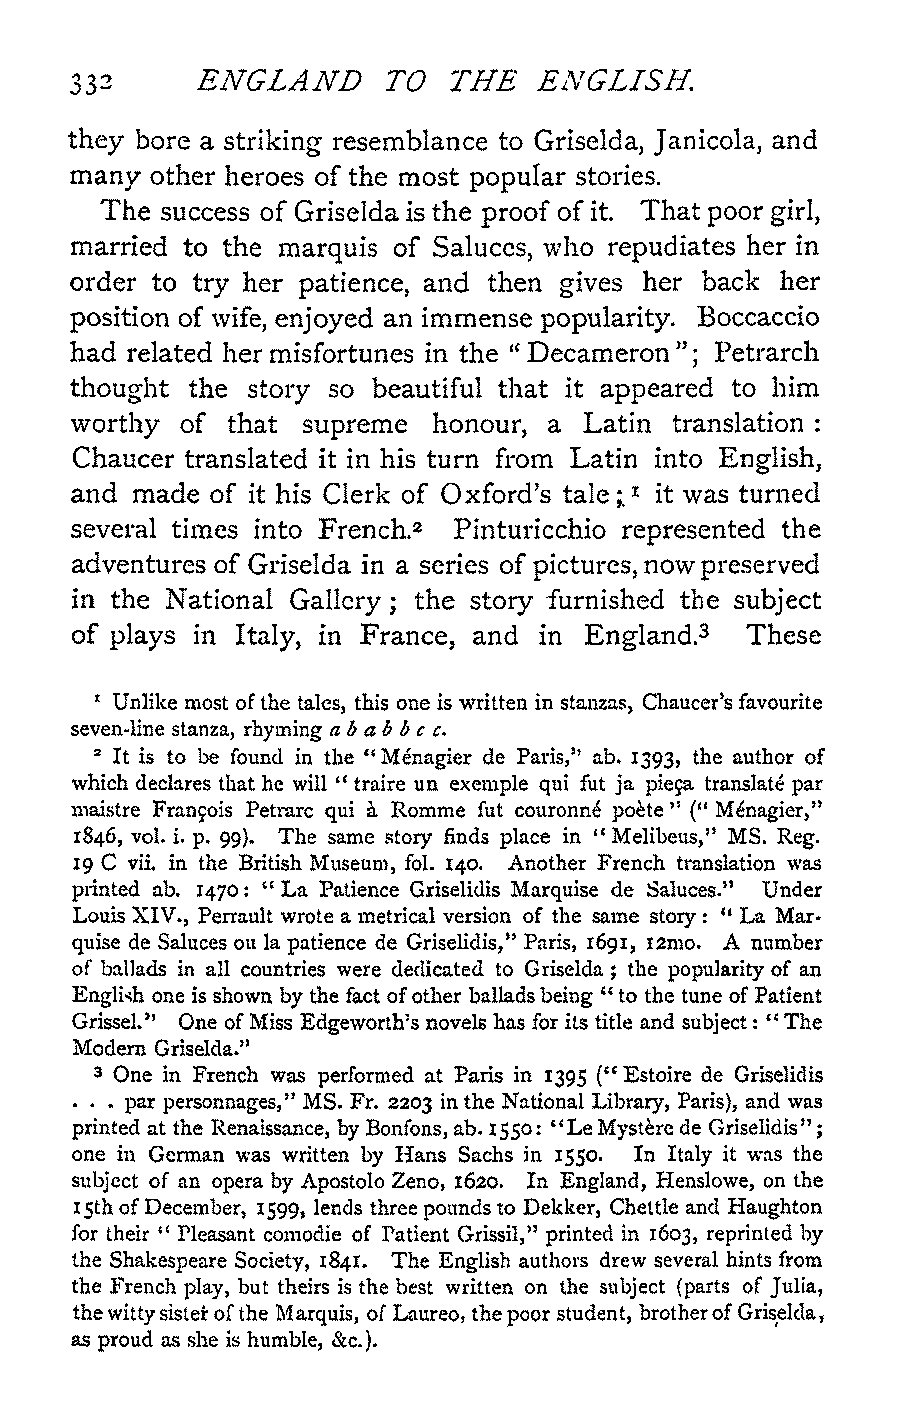 332 ENGLAND TO THE ENGLISH.
they bore a striking resemblance to Griselda, Janicola, and
many other heroes of the most popular stories.
The success of Griselda is the proof of it. That poor girl,
married to the marquis of Saluces, who repudiates her in
order to try her patience, and then gives her back her
position of wife, enjoyed an immense popularity. Boccaccio
had related her misfortunes in the "Decameron"; Petrarch
thought the story so beautiful that it appeared to him
worthy of that supreme honour, a Latin translation :
Chaucer translated it in his turn from Latin into English,
and made of it his Clerk of Oxford's tale;¹ it was turned
several times into French.² Pinturicchio represented the
adventures of Griselda in a series of pictures, now preserved
in the National Gallery; the story furnished the subject
of plays in Italy, in France, and in England.³ These
¹ Unlike most of the tales, this one is written in stanzas, Chaucer's favourite
seven-line stanza, rhyming a b a b b c c.
² It is to be found in the "Ménagier de Paris," ab. 1393, the author of
which declares that he will "traire un exemple qui fut ja pieça translaté par
maistre François Petrarc qui à Romme fut couronné poète" ("Ménagier,"
1846, vol. i. p. 99). The same story finds place in "Melibeus," MS. Reg.
19 C vii. in the British Museum, fol. 140. Another French translation was
printed ab. 1470: "La Patience Griselidis Marquise de Saluces." Under
Louis XIV., Perrault wrote a metrical version of the same story: "La Mar-
quise de Saluces ou la patience de Griselidis," Paris, 1691, 12mo. A number
of ballads in all countries were dedicated to Griselda; the popularity of an
English one is shown by the fact of other ballads being "to the tune of Patient
Grissel." One of Miss Edgeworth's novels has for its title and subject: "The
Modern Griselda."
³ One in French was performed at Paris in 1395 ("Estoire de Griselidis
. . . par personnages," MS. Fr. 2203 in the National Library, Paris), and was
printed at the Renaissance, by Bonfons, ab. 1550: "Le Mystère de Griselidis";
one in German was written by Hans Sachs in 1550. In Italy it was the
subject of an opera by Apostolo Zeno, 1620. In England, Henslowe, on the
15th of December, 1599, lends three pounds to Dekker, Chettle and Haughton
for their "Pleasant comodie of Patient Grissil," printed in 1603, reprinted by
the Shakespeare Society, 1841. The English authors drew several hints from
the French play, but theirs is the best written on the subject (parts of Julia,
the witty sister of the Marquis, of Laureo, the poor student, brother of Griselda,
as proud as she is humble, &c.).